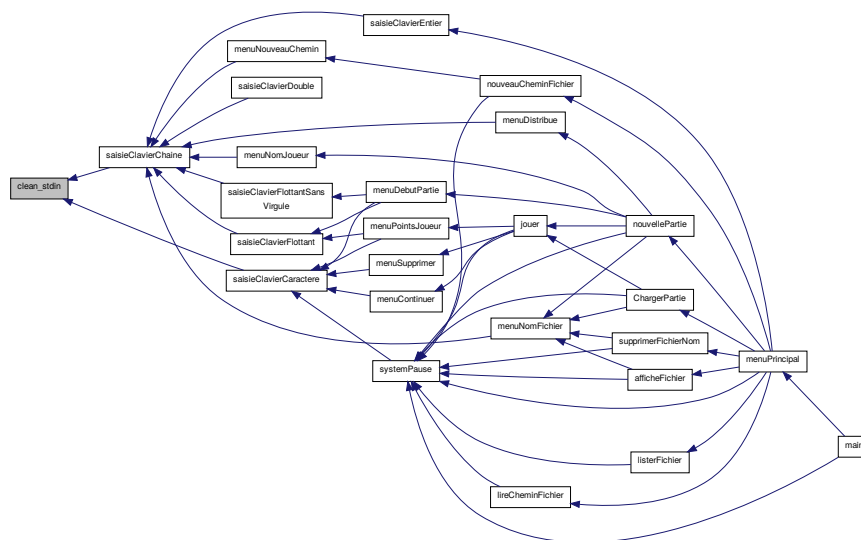 saisieClavierEntier
menuNouveauChemin
nouveauCheminFichier
saisieClavierDouble
menuDistribue
saisieClavierChaine
menuNomJoueur
clean_stdin
menuDebutPartie
saisieClavierFlottantSans
Virgule
menuPointsJoueur
jouer
nouvellePartie
saisieClavierFlottant
menuSupprimer
saisieClavierCaractere
menuContinuer
ChargerPartie
menuNomFichier
supprimerFichierNom
menuPrincipal
systemPause
afficheFichier
main
listerFichier
lireCheminFichier